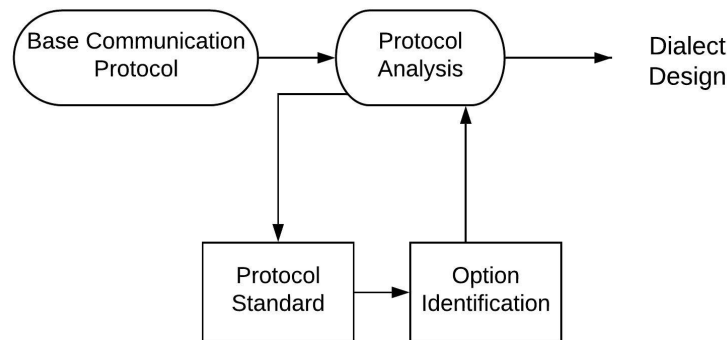 Base Communication
Protocol
Protocol
Analysis
Dialect
Design
Protocol
Standard
Option
Identification